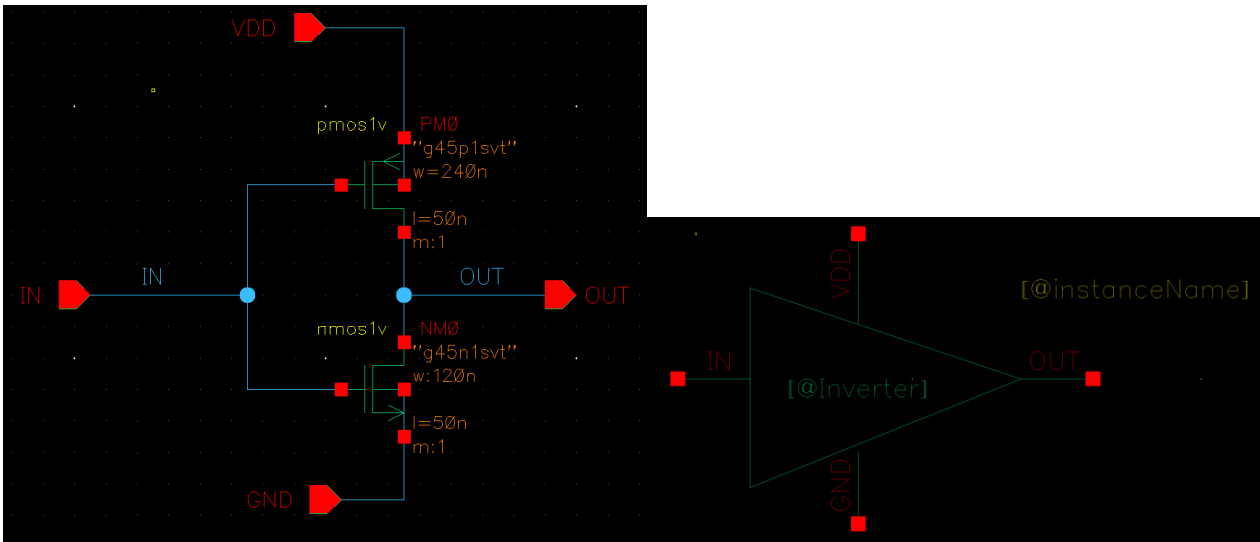 VDD
pmos1v PM0
"g45p1svt"
w=240n
l=50n
m:1
IN IN OUT OUT
nmos1v NM0
"g45n1svt"
w:120n
l=50n
m:1
GND
VDD
[@instanceName]
IN OUT
[@Inverter]
GND